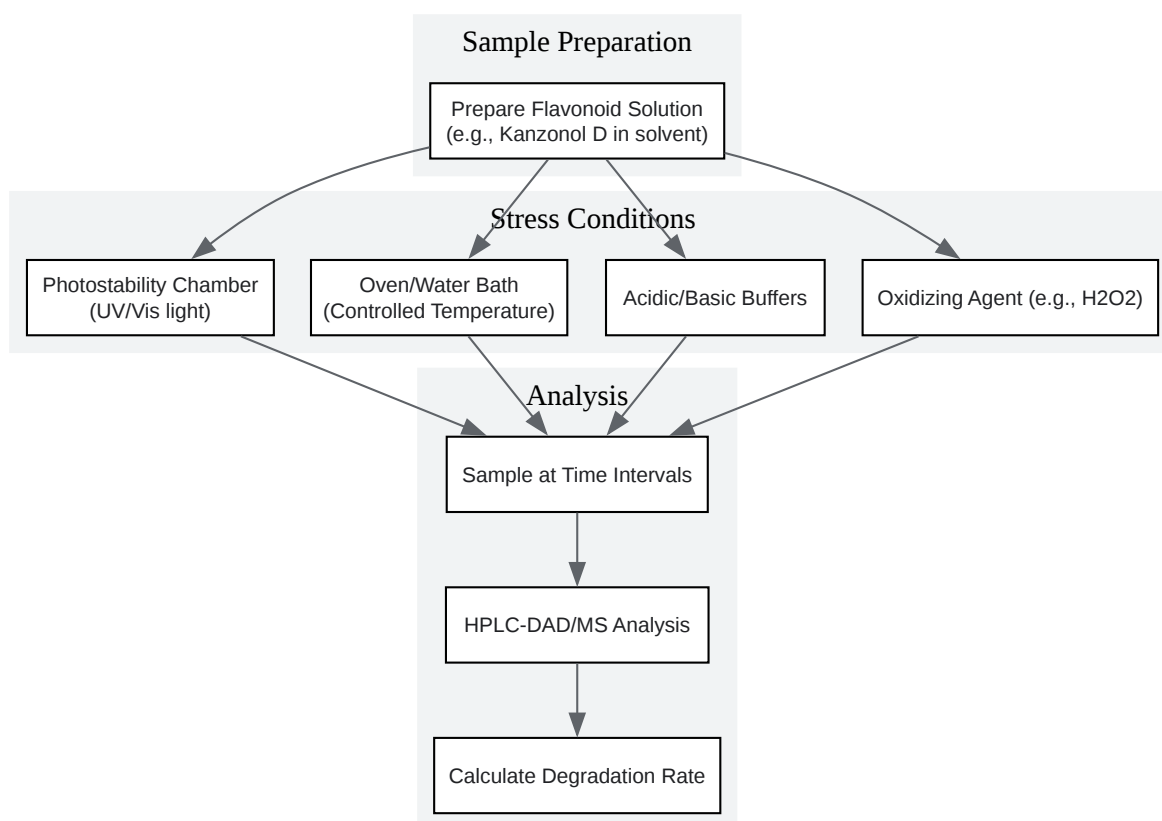 Sample Preparation
Prepare Flavonoid Solution
(e.g., Kanzonol D in solvent)
Stress Conditions
Photostability Chamber
(UV/Vis light)
Oven/Water Bath
(Controlled Temperature)
Acidic/Basic Buffers
Oxidizing Agent (e.g., H2O2)
Analysis
Sample at Time Intervals
HPLC-DAD/MS Analysis
Calculate Degradation Rate